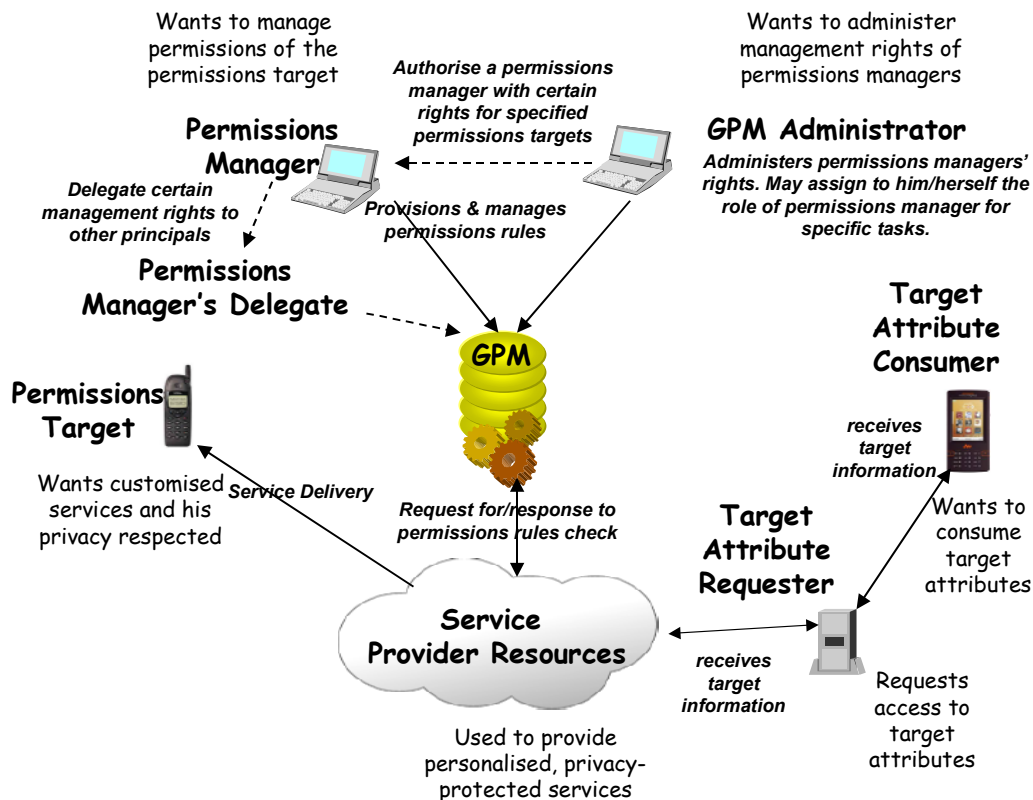 Wants to manage
permissions of the
permissions target
Wants to administer
management rights of
permissions managers
Authorise a permissions
manager with certain
rights for specified
permissions targets
Permissions
Manager
GPM Administrator
Administers permissions managers'
rights. May assign to him/herself the
role of permissions manager for
specific tasks.
Delegate certain
management rights to
other principals
Provisions & manages
permissions rules
Permissions
Manager's Delegate
GPM
Target
Attribute
Consumer
Permissions
Target
receives
target
information
Wants customised
services and his
privacy respected
Service Delivery
Request for/response to
permissions rules check
Target
Attribute
Requester
Wants to
consume
target
attributes
Service
Provider Resources
receives
target
information
Requests
access to
target
attributes
Used to provide
personalised, privacy-
protected services